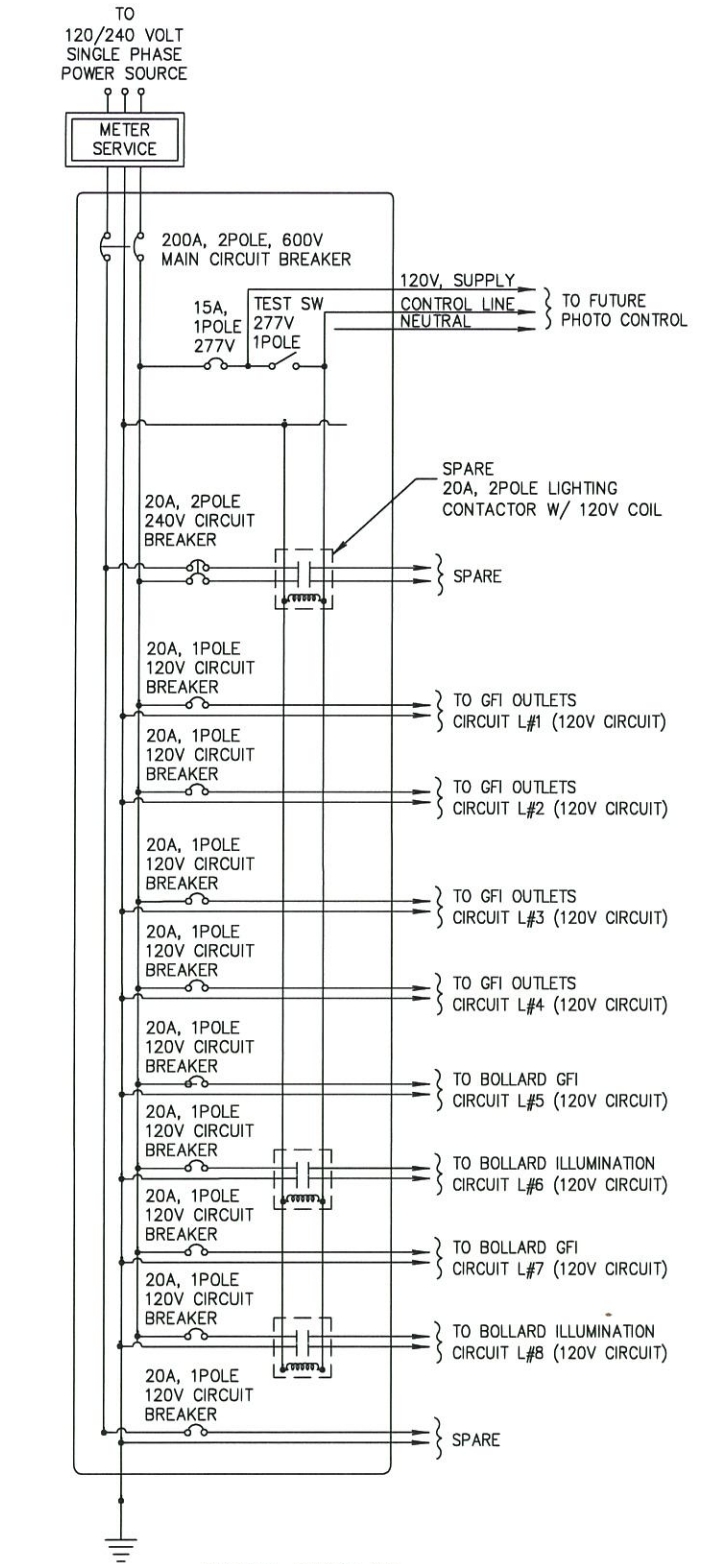 TO
120/240 VOLT
SINGLE PHASE
POWER SOURCE
METER
SERVICE
200A, 2POLE, 600V
MAIN CIRCUIT BREAKER
120V, SUPPLY
CONTROL LINE
NEUTRAL
TO FUTURE
PHOTO CONTROL
15A,
1POLE
277V
TEST SW
277V
1POLE
SPARE
20A, 2POLE LIGHTING
CONTACTOR W/ 120V COIL
20A, 2POLE
240V CIRCUIT
BREAKER
SPARE
20A, 1POLE
120V CIRCUIT
BREAKER
TO GFI OUTLETS
CIRCUIT L#1 (120V CIRCUIT)
20A, 1POLE
120V CIRCUIT
BREAKER
TO GFI OUTLETS
CIRCUIT L#2 (120V CIRCUIT)
20A, 1POLE
120V CIRCUIT
BREAKER
TO GFI OUTLETS
CIRCUIT L#3 (120V CIRCUIT)
20A, 1POLE
120V CIRCUIT
BREAKER
TO GFI OUTLETS
CIRCUIT L#4 (120V CIRCUIT)
20A, 1POLE
120V CIRCUIT
BREAKER
TO BOLLARD GFI
CIRCUIT L#5 (120V CIRCUIT)
20A, 1POLE
120V CIRCUIT
BREAKER
TO BOLLARD ILLUMINATION
CIRCUIT L#6 (120V CIRCUIT)
20A, 1POLE
120V CIRCUIT
BREAKER
TO BOLLARD GFI
CIRCUIT L#7 (120V CIRCUIT)
20A, 1POLE
120V CIRCUIT
BREAKER
TO BOLLARD ILLUMINATION
CIRCUIT L#8 (120V CIRCUIT)
20A, 1POLE
120V CIRCUIT
BREAKER
SPARE